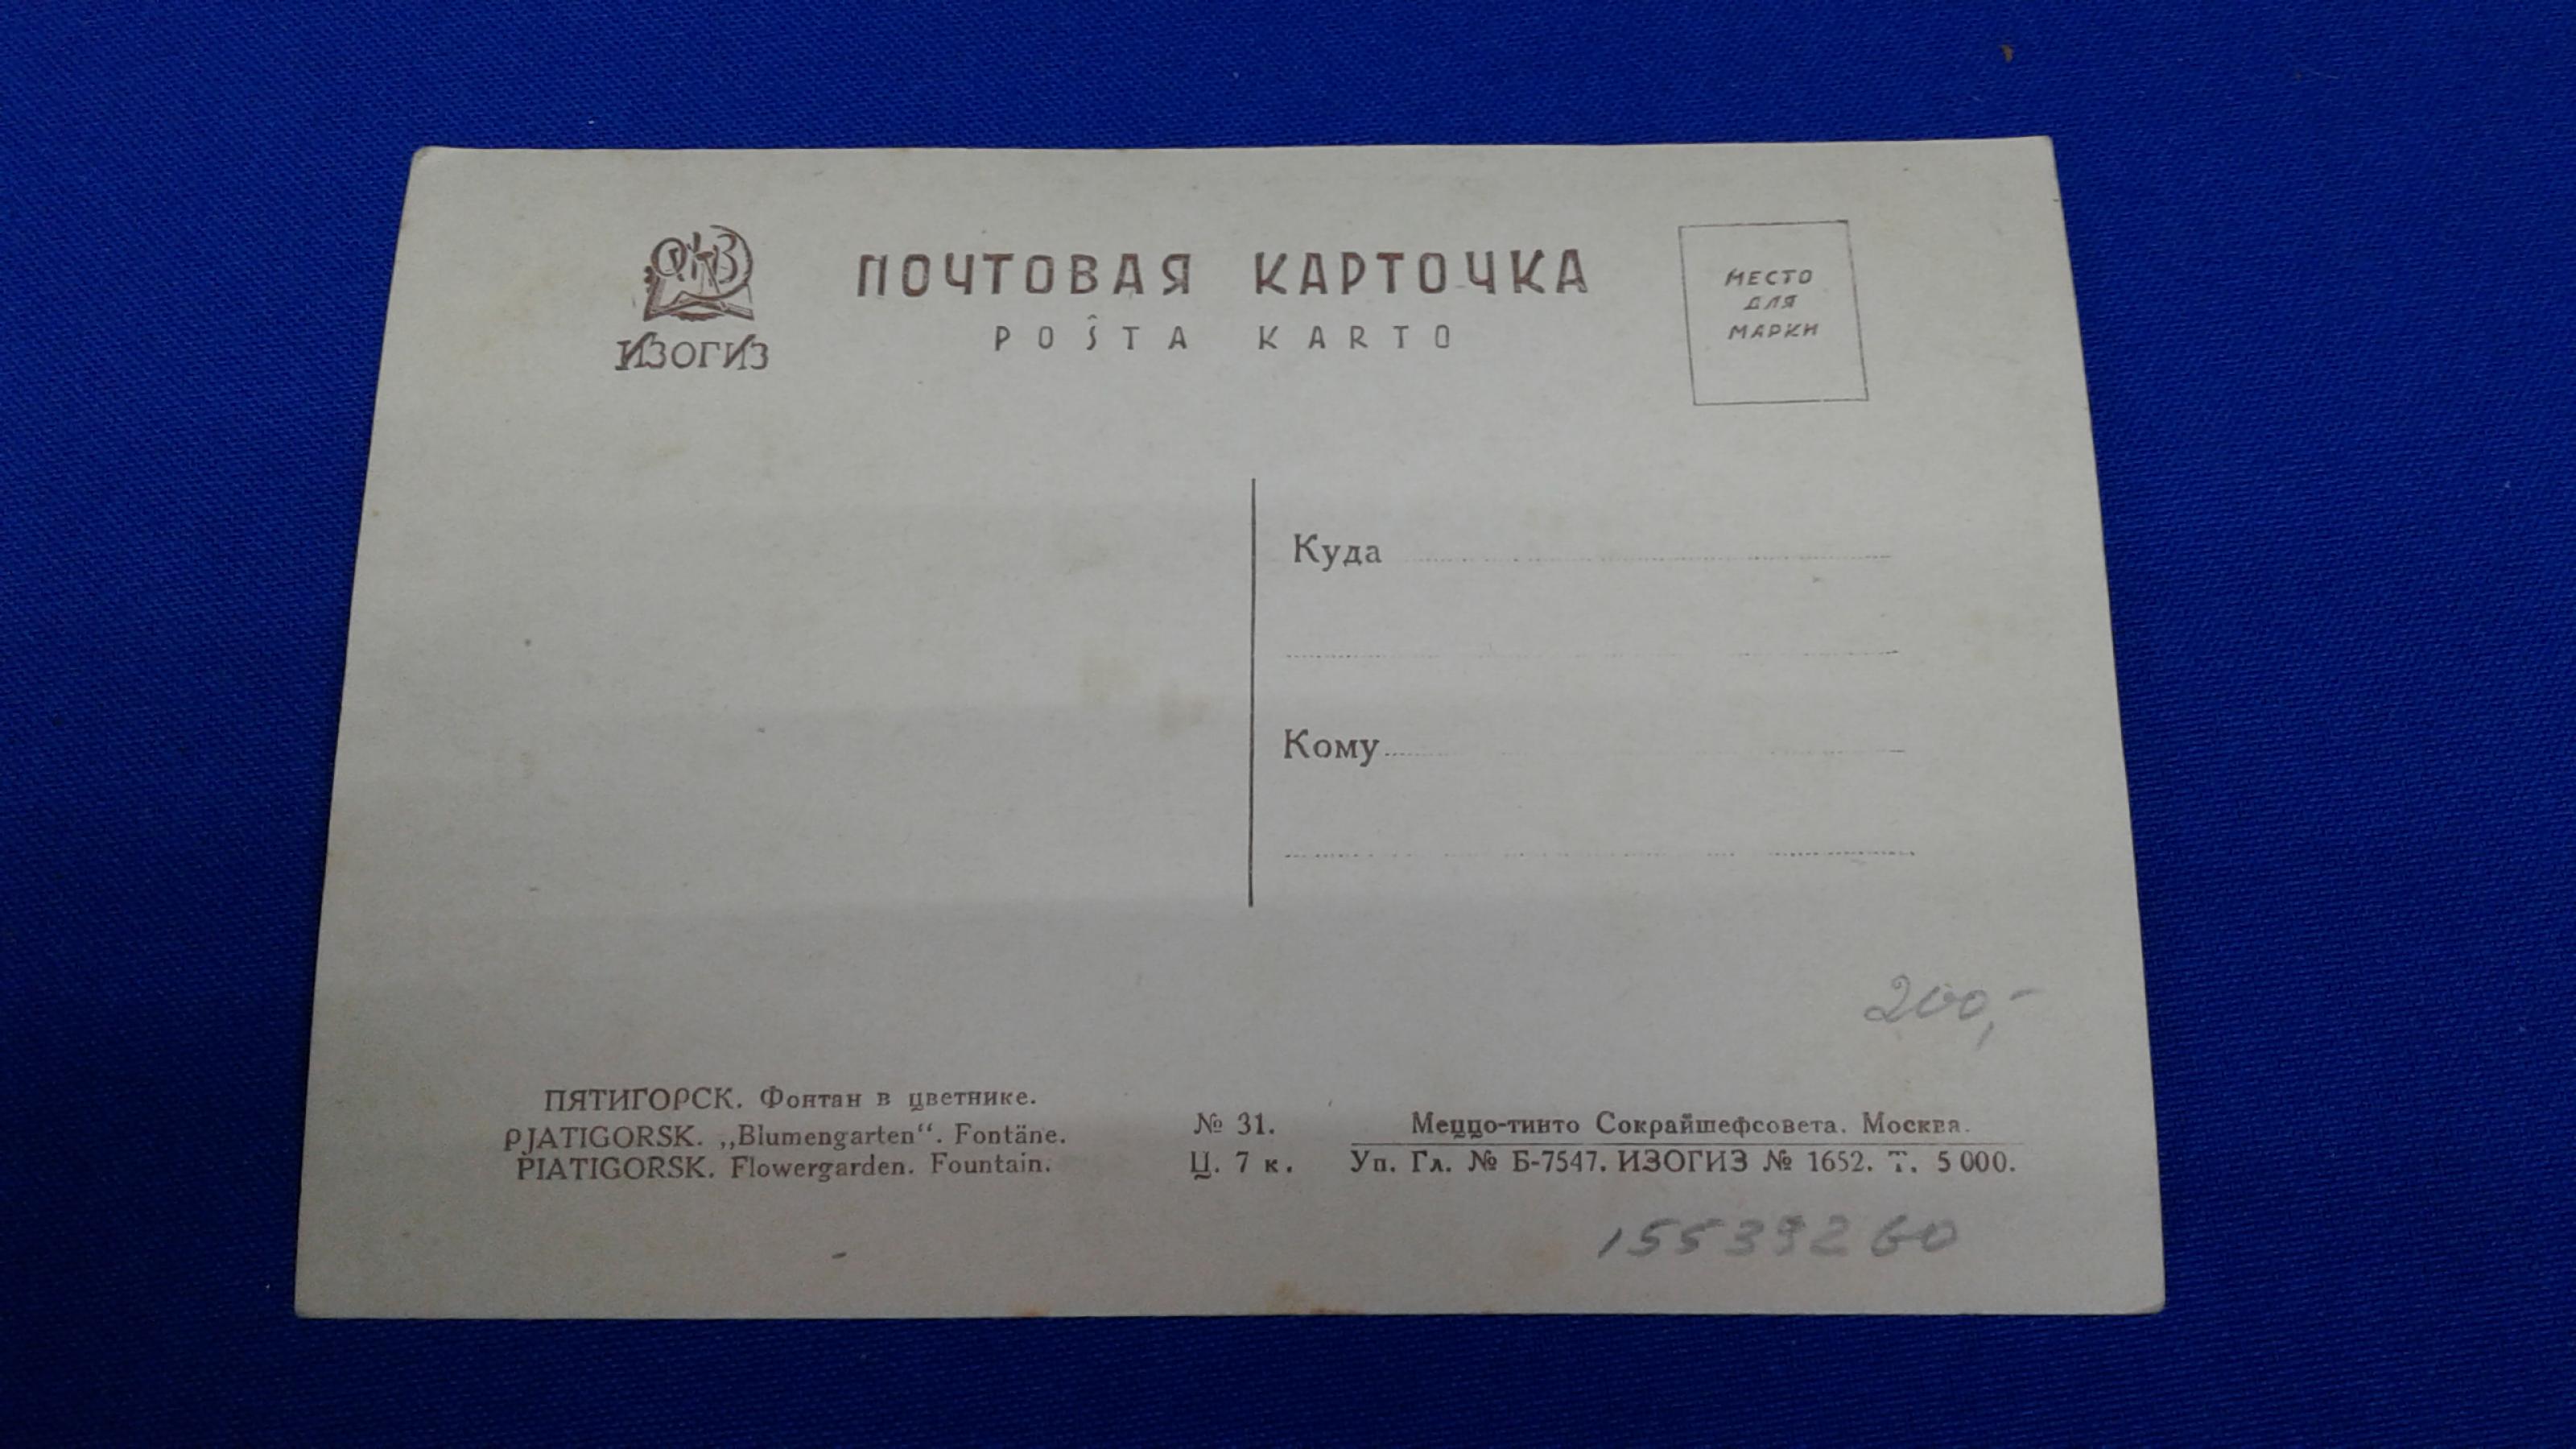 ОГИЗ
ИЗОГИЗ
ПОЧТОВАЯ КАРТОЧКА
POŜTA KARTO
МЕСТО
ДЛЯ
МАРКИ
Куда
Кому
200,-
ПЯТИГОРСК. Фонтан в цветнике.
PJATIGORSK. „Blumengarten“. Fontäne.
PIATIGORSK. Flowergarden. Fountain.
№ 31.
Ц. 7 к.
Меццо-тинто Сокрайшефсовета. Москва.
Уп. Гл. № Б-7547. ИЗОГИЗ № 1652. Т. 5 000.
15539260